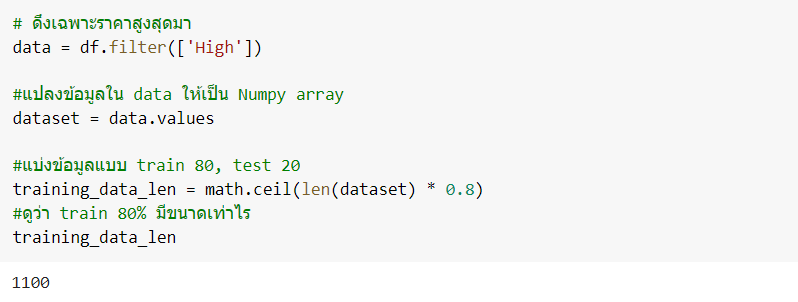 # ดึงเฉพาะราคาสูงสุดมา
data = df.filter(['High'])
#แปลงข้อมูลใน data ให้เป็น Numpy array
dataset = data.values
#แบ่งข้อมูลแบบ train 80, test 20
training_data_len = math.ceil(len(dataset) * 0.8)
#ดูว่า train 80% มีขนาดเท่าไร
training_data_len
1100